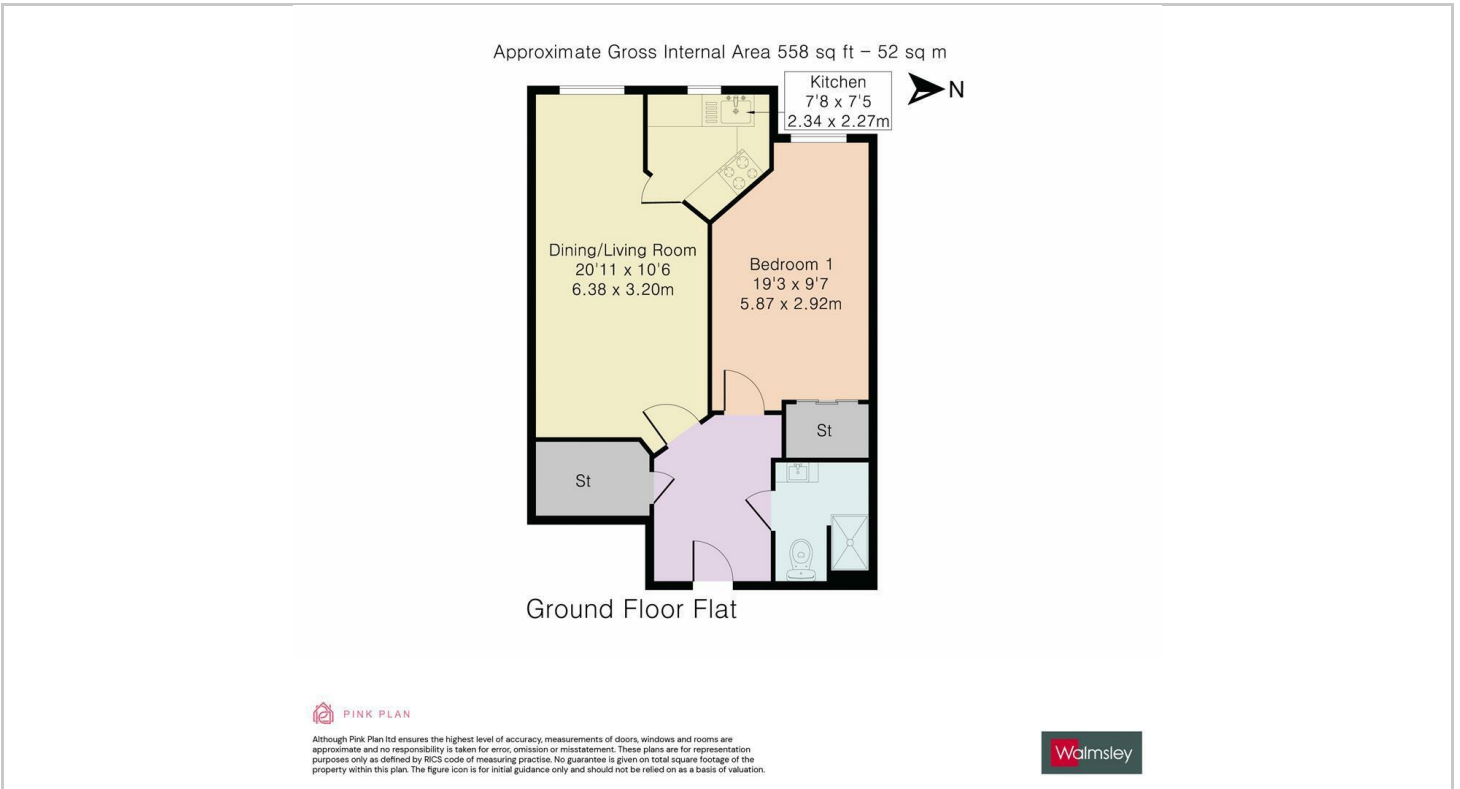 Approximate Gross Internal Area 558 sq ft – 52 sq m
Kitchen
7'8 x 7'5
2.34 x 2.27m
N
Dining/Living Room
20'11 x 10'6
6.38 x 3.20m
Bedroom 1
19'3 x 9'7
5.87 x 2.92m
St
St
Ground Floor Flat
PINK PLAN
Although Pink Plan ltd ensures the highest level of accuracy, measurements of doors, windows and rooms are
approximate and no responsibility is taken for error, omission or misstatement. These plans are for representation
purposes only as defined by RICS code of measuring practise. No guarantee is given on total square footage of the
property within this plan. The figure icon is for initial guidance only and should not be relied on as a basis of valuation.
Walmsley